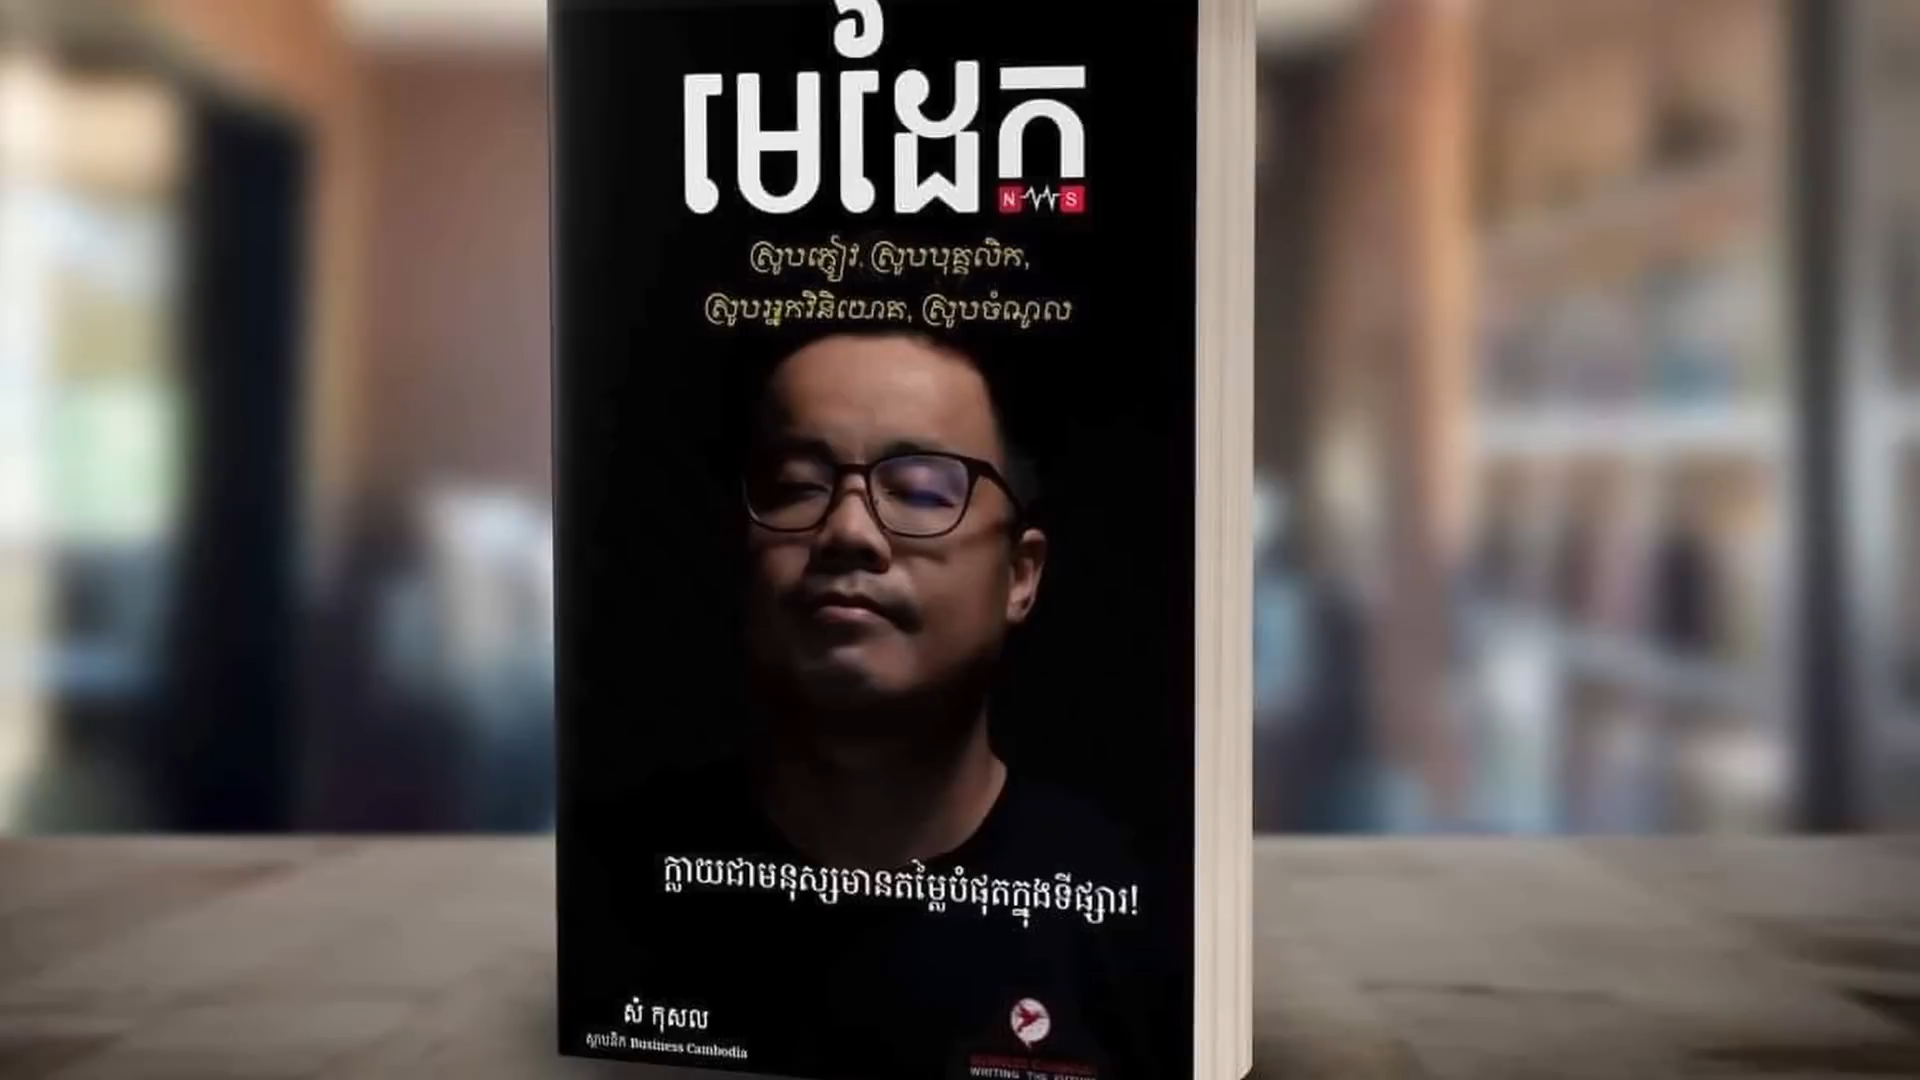 មេដែក
N S
ស្រូបភ្ញៀវ, ស្រូបបុគ្គលិក,
ស្រូបអ្នកវិនិយោគ, ស្រូបចំណូល
ក្លាយជាមនុស្សមានតម្លៃបំផុតក្នុងទីផ្សារ!
សំ កុសល
ស្ថាបនិក Business Cambodia
WRITING THE FUTURE